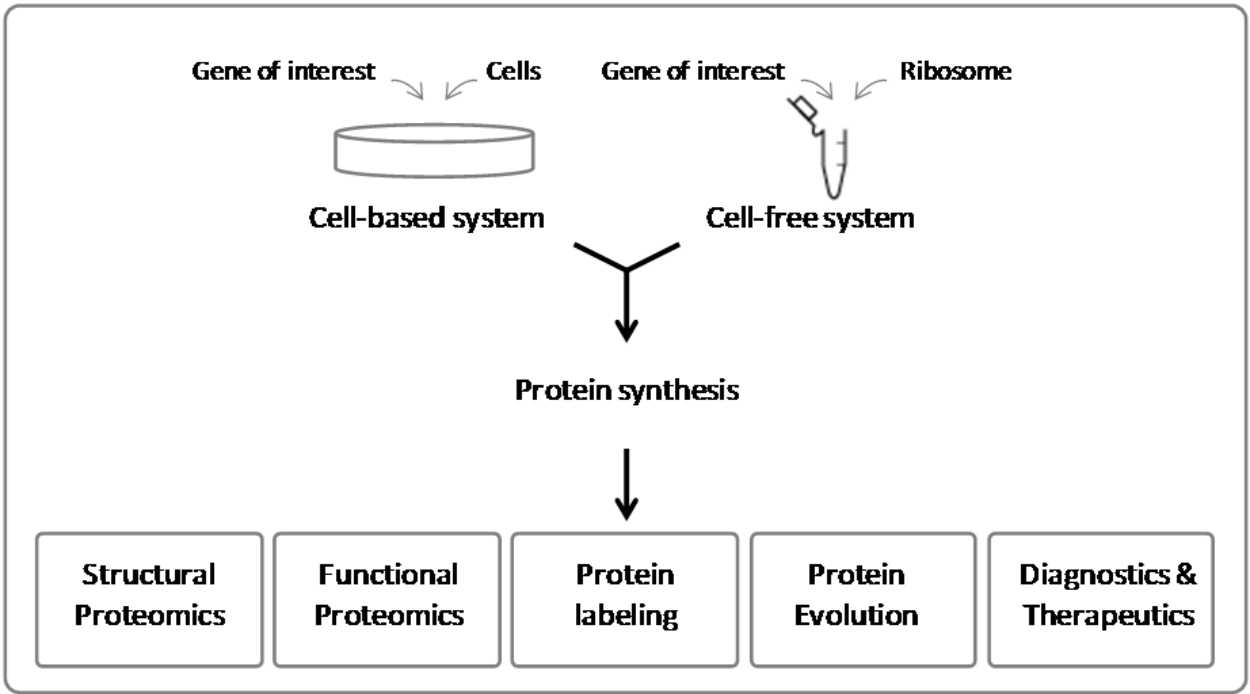 Gene of interest Cells Gene of interest Ribosome
Cell-based system Cell-free system
Protein synthesis
Structural Proteomics
Functional Proteomics
Protein labeling
Protein Evolution
Diagnostics & Therapeutics